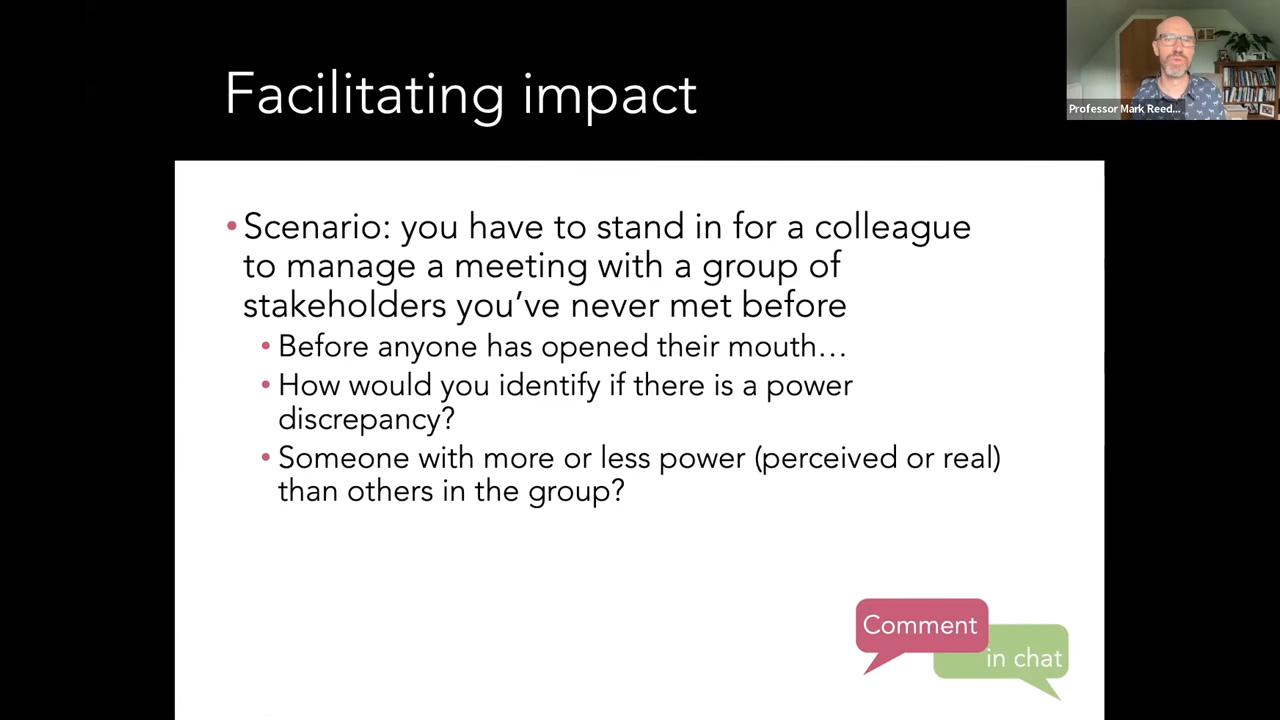 Facilitating impact
Professor Mark Reed...
• Scenario: you have to stand in for a colleague
to manage a meeting with a group of
stakeholders you’ve never met before
• Before anyone has opened their mouth…
• How would you identify if there is a power
discrepancy?
• Someone with more or less power (perceived or real)
than others in the group?
Comment
in chat